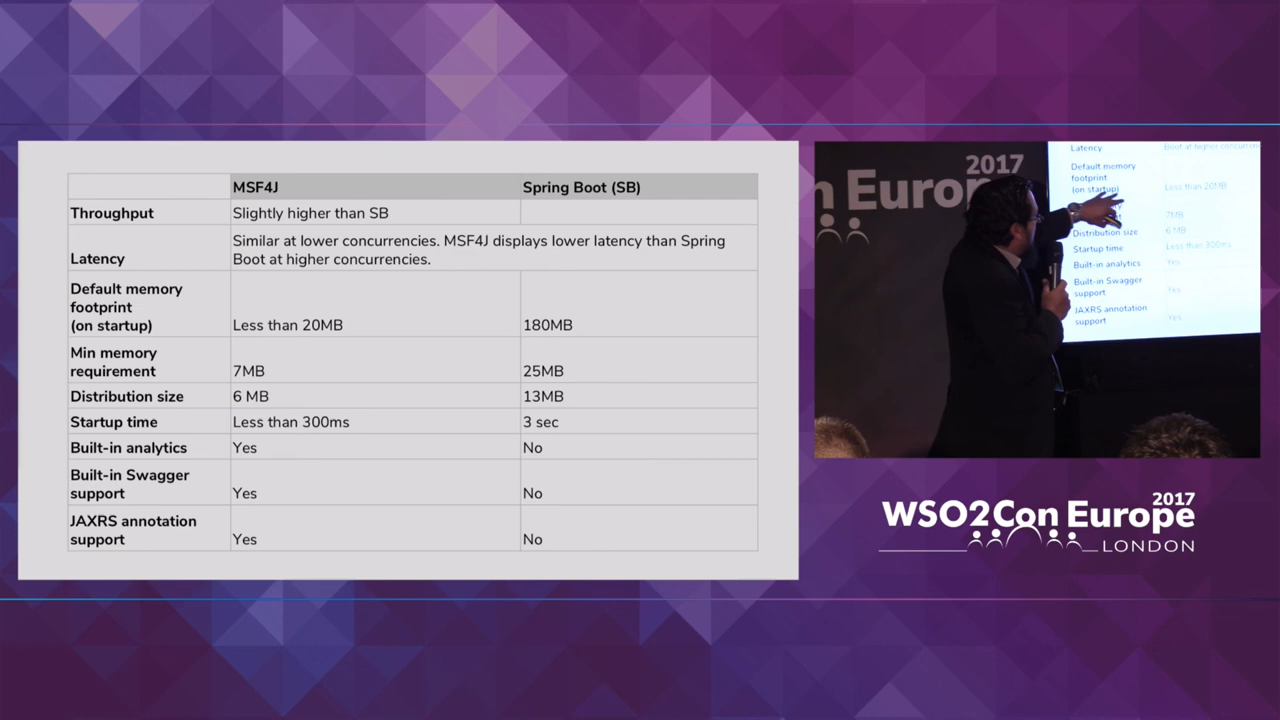 MSF4J Spring Boot (SB)
Throughput Slightly higher than SB
Similar at lower concurrencies. MSF4J displays lower latency than Spring
Latency Boot at higher concurrencies.
Default memory
footprint
(on startup) Less than 20MB 180MB
Min memory
requirement 7MB 25MB
Distribution size 6 MB 13MB
Startup time Less than 300ms 3 sec
Built-in analytics Yes No
Built-in Swagger
support Yes No
JAXRS annotation
support Yes No
2017
n Euro
Latency Boot at higher
Default memory
footprint
(on startup) Less than 20MB
7MB
Distribution size 6 MB
Startup time Less than 300ms
Built-in analytics Yes
Built-in Swagger
support Yes
JAXRS annotation
support Yes
2017
WSO2Con Europe
LONDON